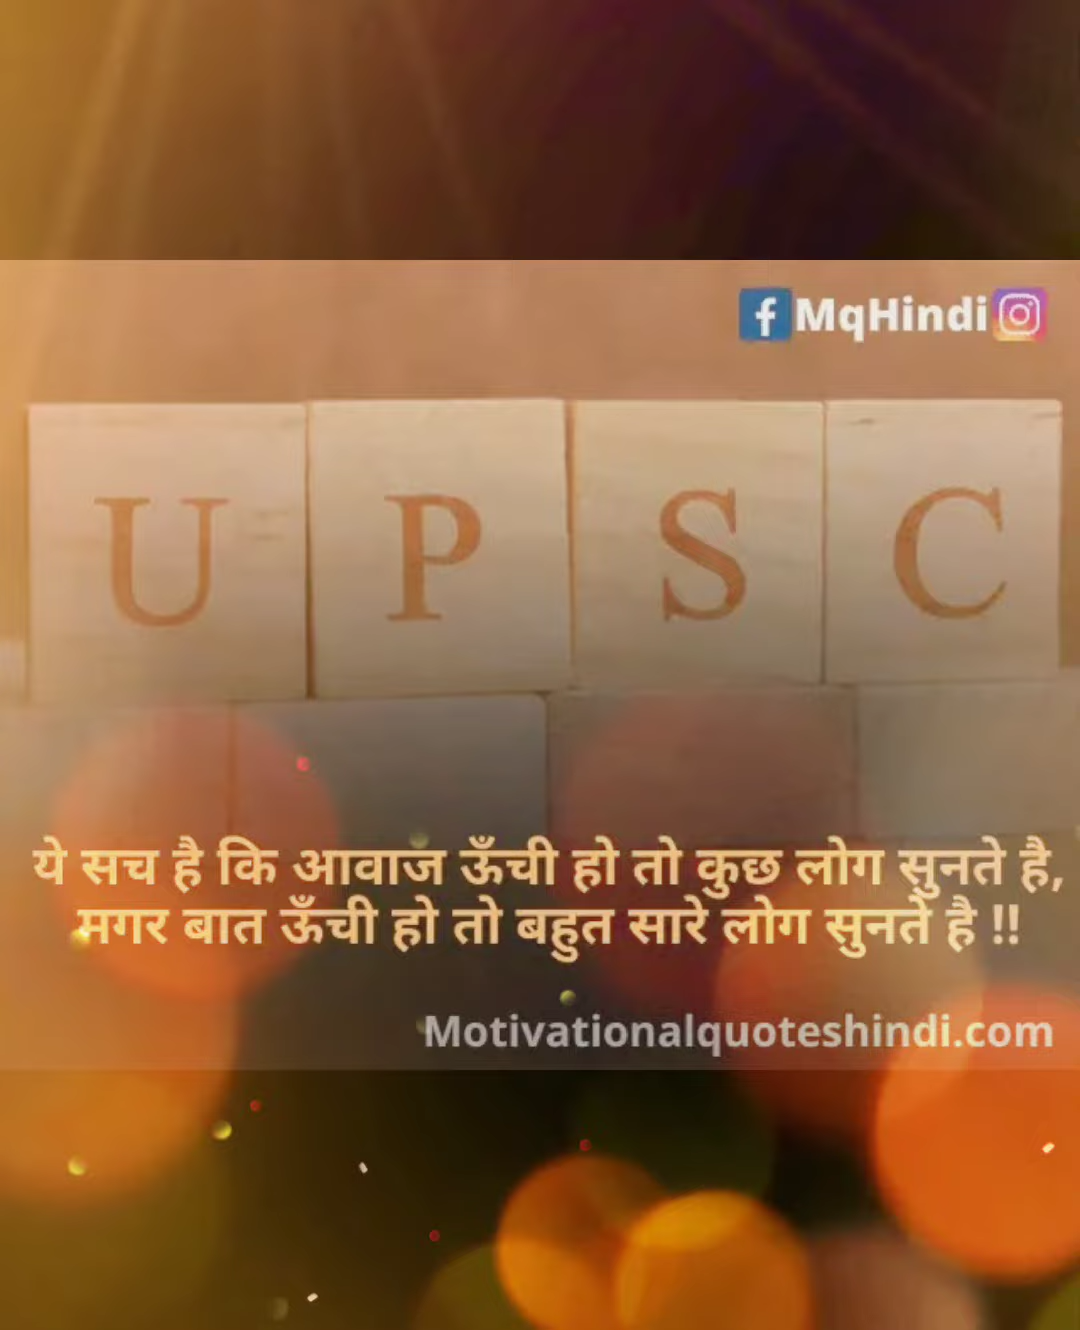 MqHindi
U P S C
ये सच है कि आवाज ऊँची हो तो कुछ लोग सुनते है,
मगर बात ऊँची हो तो बहुत सारे लोग सुनते है !!
Motivationalquoteshindi.com